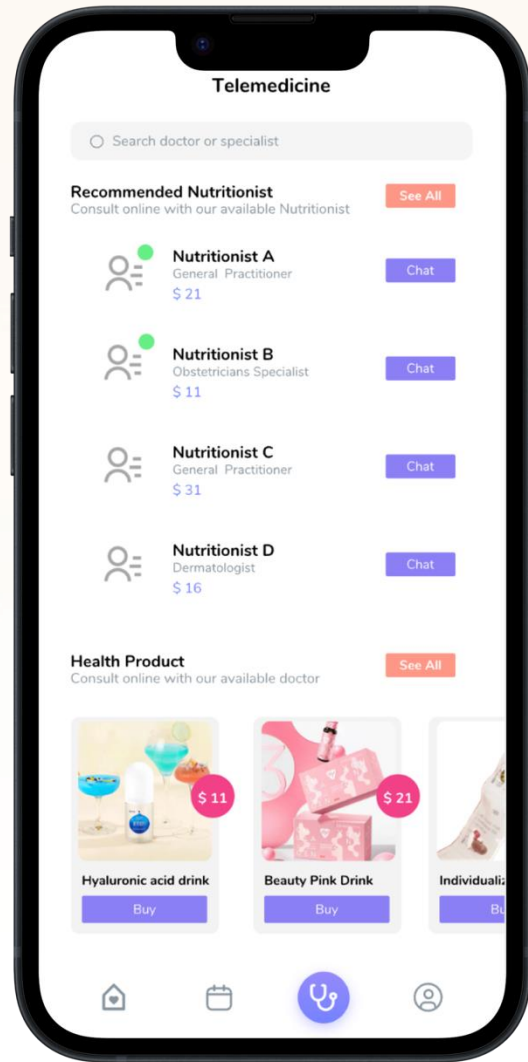 Telemedicine
Search doctor or specialist
Recommended Nutritionist
See All
Consult online with our available Nutritionist
Nutritionist A
General Practitioner
Chat
$ 21
Nutritionist B
Obstetricians Specialist
Chat
$ 11
Nutritionist C
General Practitioner
Chat
$ 31
Nutritionist D
Dermatologist
Chat
$ 16
Health Product
See All
Consult online with our available doctor
$ 11
$ 21
Hyaluronic acid drink
Beauty Pink Drink
Individualiz
Buy
Buy
Bu